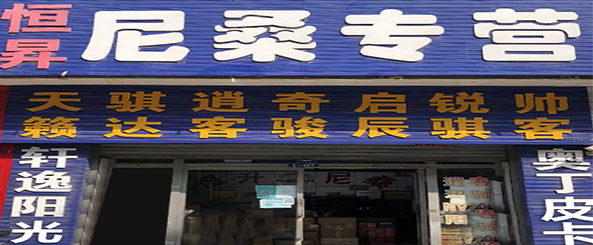 恒昇
尼桑专营
天骐逍奇启锐帅
籁达客骏辰骐客
轩逸阳光
奥丁皮卡